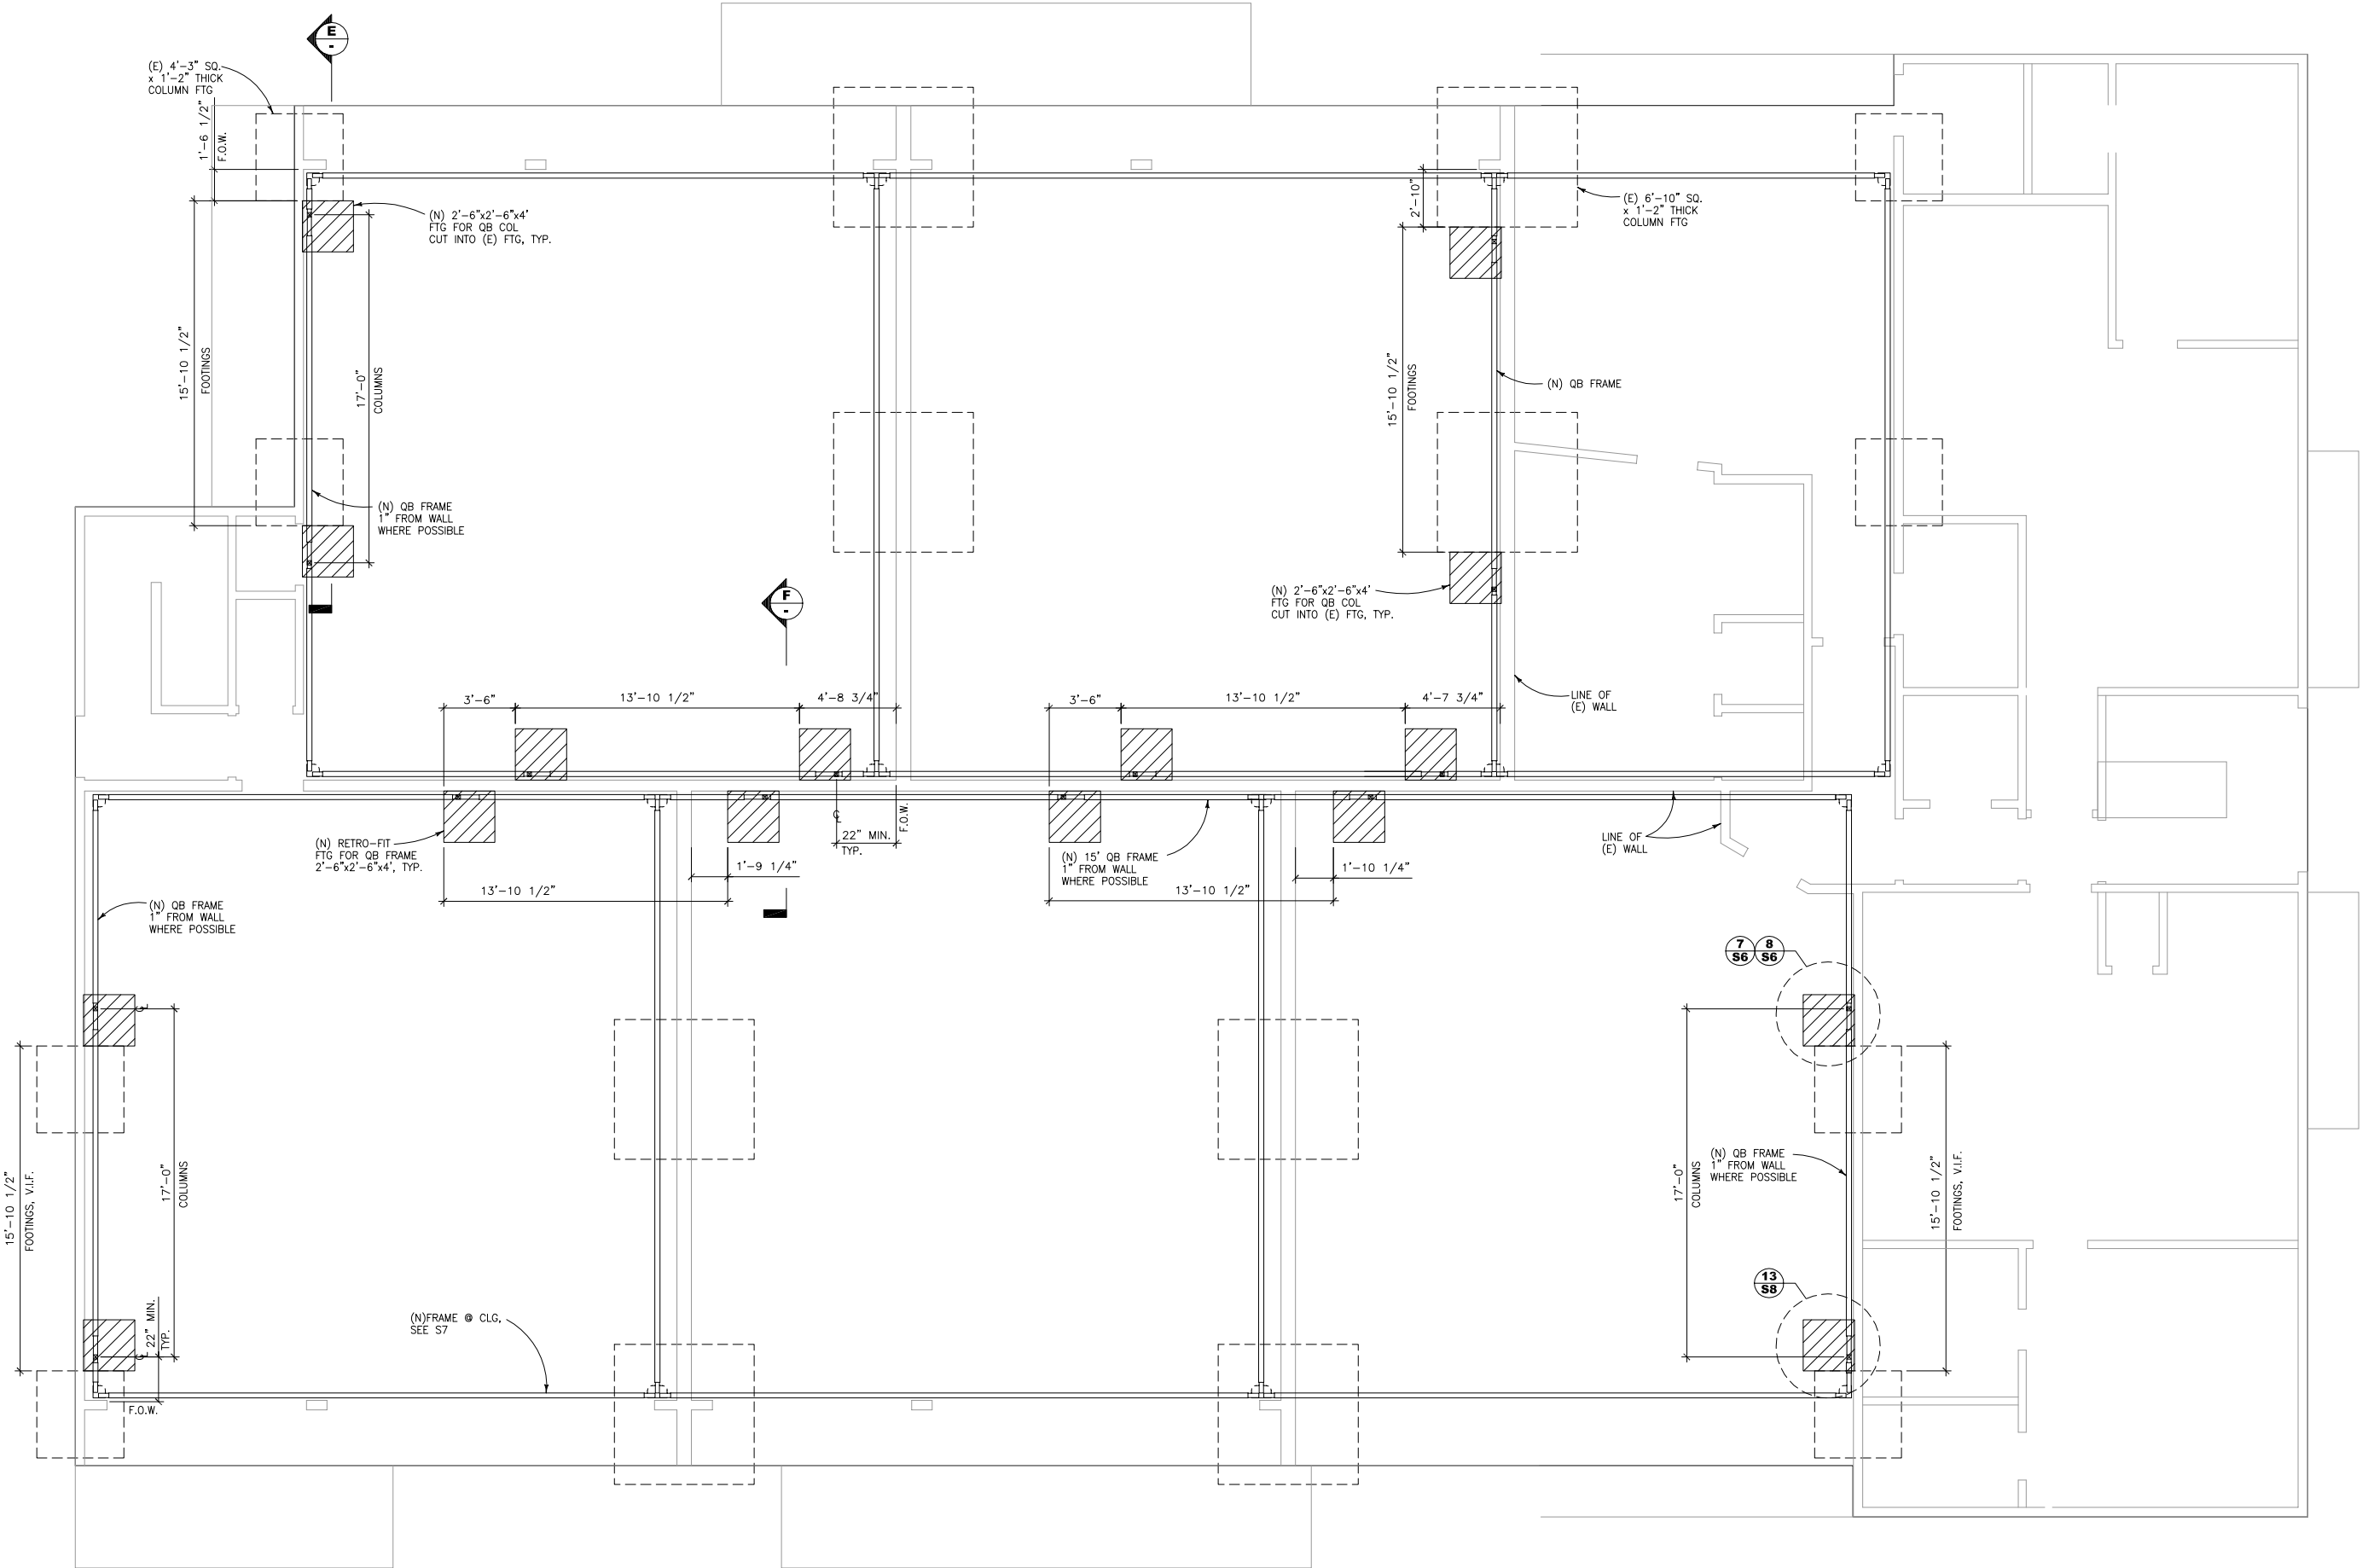 E
-
(E) 4'-3" SQ.
x 1'-2" THICK
COLUMN FTG
1'-6 1/2"
F.O.W.
(N) 2'-6"x2'-6"x4'
FTG FOR QB COL
CUT INTO (E) FTG, TYP.
2'-10"
(E) 6'-10" SQ.
x 1'-2" THICK
COLUMN FTG
15'-10 1/2"
FOOTINGS
17'-0"
COLUMNS
15'-10 1/2"
FOOTINGS
(N) QB FRAME
(N) QB FRAME
1" FROM WALL
WHERE POSSIBLE
F
-
(N) 2'-6"x2'-6"x4'
FTG FOR QB COL
CUT INTO (E) FTG, TYP.
3'-6"
13'-10 1/2"
4'-8 3/4"
3'-6"
13'-10 1/2"
4'-7 3/4"
LINE OF
(E) WALL
(N) RETRO-FIT
FTG FOR QB FRAME
2'-6"x2'-6"x4', TYP.
CL
22" MIN.
TYP.
F.O.W.
1'-9 1/4"
13'-10 1/2"
(N) 15' QB FRAME
1" FROM WALL
WHERE POSSIBLE
13'-10 1/2"
1'-10 1/4"
LINE OF
(E) WALL
(N) QB FRAME
1" FROM WALL
WHERE POSSIBLE
7
S6
8
S6
CL
15'-10 1/2"
FOOTINGS, V.I.F.
17'-0"
COLUMNS
17'-0"
COLUMNS
(N) QB FRAME
1" FROM WALL
WHERE POSSIBLE
15'-10 1/2"
FOOTINGS, V.I.F.
13
S8
CL
22" MIN.
TYP.
F.O.W.
(N)FRAME @ CLG,
SEE S7